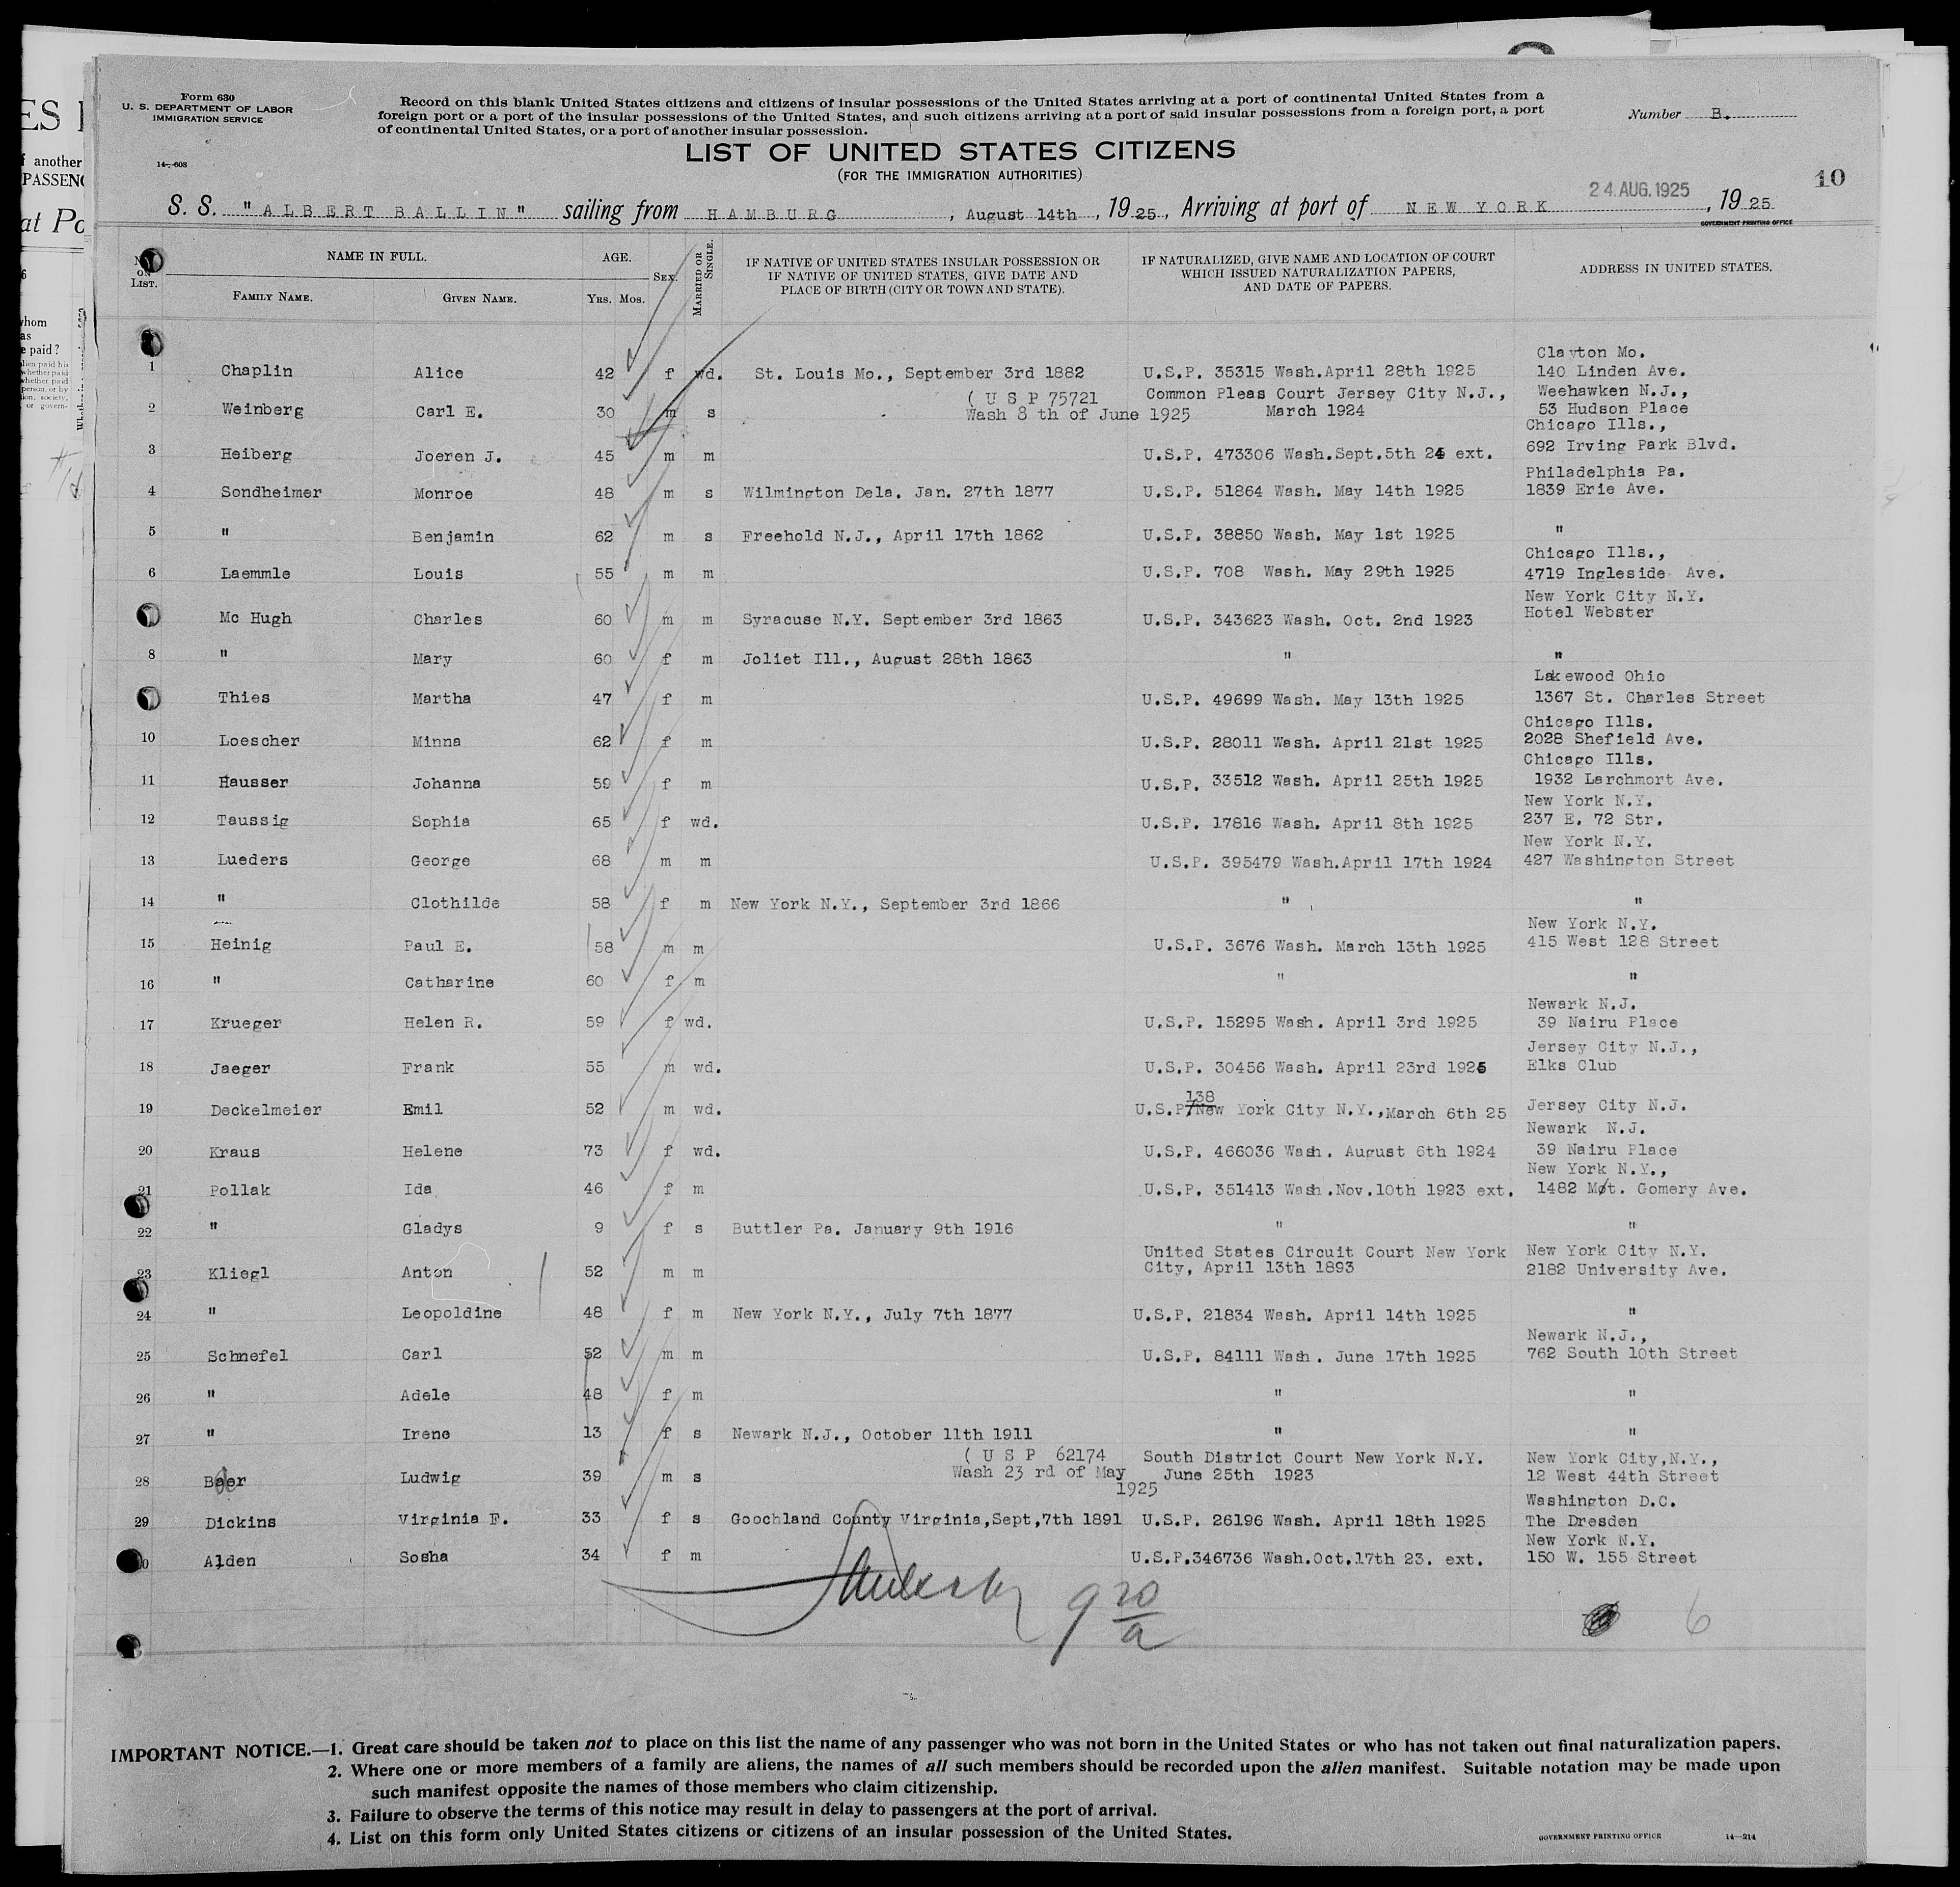 Form 630
U. S. DEPARTMENT OF LABOR
IMMIGRATION SERVICE
14-608
Record on this blank United States citizens and citizens of insular possessions of the United States arriving at a port of continental United States from a
foreign port or a port of the insular possessions of the United States, and such citizens arriving at a port of said insular possessions from a foreign port, a port
of continental United States, or a port of another insular possession.
Number B.
LIST OF UNITED STATES CITIZENS
(FOR THE IMMIGRATION AUTHORITIES)
10
24.AUG.1925
S. S. "ALBERT BALLIN" sailing from HAMBURG, August 14th, 1925, Arriving at port of NEW YORK, 1925
GOVERNMENT PRINTING OFFICE
No. ON LIST.
NAME IN FULL.
FAMILY NAME. GIVEN NAME.
AGE.
YRS. MOS.
SEX.
MARRIED OR SINGLE.
IF NATIVE OF UNITED STATES INSULAR POSSESSION OR
IF NATIVE OF UNITED STATES, GIVE DATE AND
PLACE OF BIRTH (CITY OR TOWN AND STATE).
IF NATURALIZED, GIVE NAME AND LOCATION OF COURT
WHICH ISSUED NATURALIZATION PAPERS,
AND DATE OF PAPERS.
ADDRESS IN UNITED STATES.
Clayton Mo.
1 Chaplin Alice 42 f wd. St. Louis Mo., September 3rd 1882 U.S.P. 35315 Wash.April 28th 1925 140 Linden Ave.
( U S P 75721 Common Pleas Court Jersey City N.J., Weehawken N.J.,
2 Weinberg Carl E. 30 m s Wash 8 th of June 1925 March 1924 53 Hudson Place
Chicago Ills.,
3 Heiberg Joeren J. 45 m m U.S.P. 473306 Wash.Sept.5th 24 ext. 692 Irving Park Blvd.
Philadelphia Pa.
4 Sondheimer Monroe 48 m s Wilmington Dela. Jan. 27th 1877 U.S.P. 51864 Wash. May 14th 1925 1839 Erie Ave.
5 " Benjamin 62 m s Freehold N.J., April 17th 1862 U.S.P. 38850 Wash. May 1st 1925 "
Chicago Ills.,
6 Laemmle Louis 55 m m U.S.P. 708 Wash. May 29th 1925 4719 Ingleside Ave.
New York City N.Y.
Mc Hugh Charles 60 m m Syracuse N.Y. September 3rd 1863 U.S.P. 343623 Wash. Oct. 2nd 1923 Hotel Webster
8 " Mary 60 f m Joliet Ill., August 28th 1863 " "
Lakewood Ohio
Thies Martha 47 f m U.S.P. 49699 Wash. May 13th 1925 1367 St. Charles Street
Chicago Ills.
10 Loescher Minna 62 f m U.S.P. 28011 Wash. April 21st 1925 2028 Shefield Ave.
Chicago Ills.
11 Hausser Johanna 59 f m U.S.P. 33512 Wash. April 25th 1925 1932 Larchmort Ave.
New York N.Y.
12 Taussig Sophia 65 f wd. U.S.P. 17816 Wash. April 8th 1925 237 E. 72 Str.
New York N.Y.
13 Lueders George 68 m m U.S.P. 395479 Wash.April 17th 1924 427 Washington Street
14 " Clothilde 58 f m New York N.Y., September 3rd 1866 " "
New York N.Y.
15 Heinig Paul E. 58 m m U.S.P. 3676 Wash. March 13th 1925 415 West 128 Street
16 " Catharine 60 f m " "
Newark N.J.
17 Krueger Helen R. 59 f wd. U.S.P. 15295 Wash. April 3rd 1925 39 Nairu Place
Jersey City N.J.,
18 Jaeger Frank 55 m wd. U.S.P. 30456 Wash. April 23rd 1925 Elks Club
138
19 Deckelmeier Emil 52 m wd. U.S.P. New York City N.Y.,March 6th 25 Jersey City N.J.
Newark N.J.
20 Kraus Helene 73 f wd. U.S.P. 466036 Wash. August 6th 1924 39 Nairu Place
New York N.Y.,
21 Pollak Ida 46 f m U.S.P. 351413 Wash.Nov.10th 1923 ext. 1482 Mot. Gomery Ave.
22 " Gladys 9 f s Buttler Pa. January 9th 1916 " "
United States Circuit Court New York New York City N.Y.
23 Kliegl Anton 52 m m City, April 13th 1893 2182 University Ave.
24 " Leopoldine 48 f m New York N.Y., July 7th 1877 U.S.P. 21834 Wash. April 14th 1925 "
Newark N.J.,
25 Schnefel Carl 52 m m U.S.P. 84111 Wash. June 17th 1925 762 South 10th Street
26 " Adele 48 f m " "
27 " Irene 13 f s Newark N.J., October 11th 1911 " "
( U S P 62174 South District Court New York N.Y. New York City,N.Y.,
28 Baer Ludwig 39 m s Wash 23 rd of May June 25th 1923 12 West 44th Street
1925
Washington D.C.
29 Dickins Virginia F. 33 f s Goochland County Virginia,Sept,7th 1891 U.S.P. 26196 Wash. April 18th 1925 The Dresden
New York N.Y.
30 Alden Sosha 34 f m U.S.P.346736 Wash.Oct.17th 23. ext. 150 W. 155 Street
9 20/a
6
IMPORTANT NOTICE.—1. Great care should be taken not to place on this list the name of any passenger who was not born in the United States or who has not taken out final naturalization papers.
2. Where one or more members of a family are aliens, the names of all such members should be recorded upon the alien manifest. Suitable notation may be made upon
such manifest opposite the names of those members who claim citizenship.
3. Failure to observe the terms of this notice may result in delay to passengers at the port of arrival.
4. List on this form only United States citizens or citizens of an insular possession of the United States.
GOVERNMENT PRINTING OFFICE 14-214